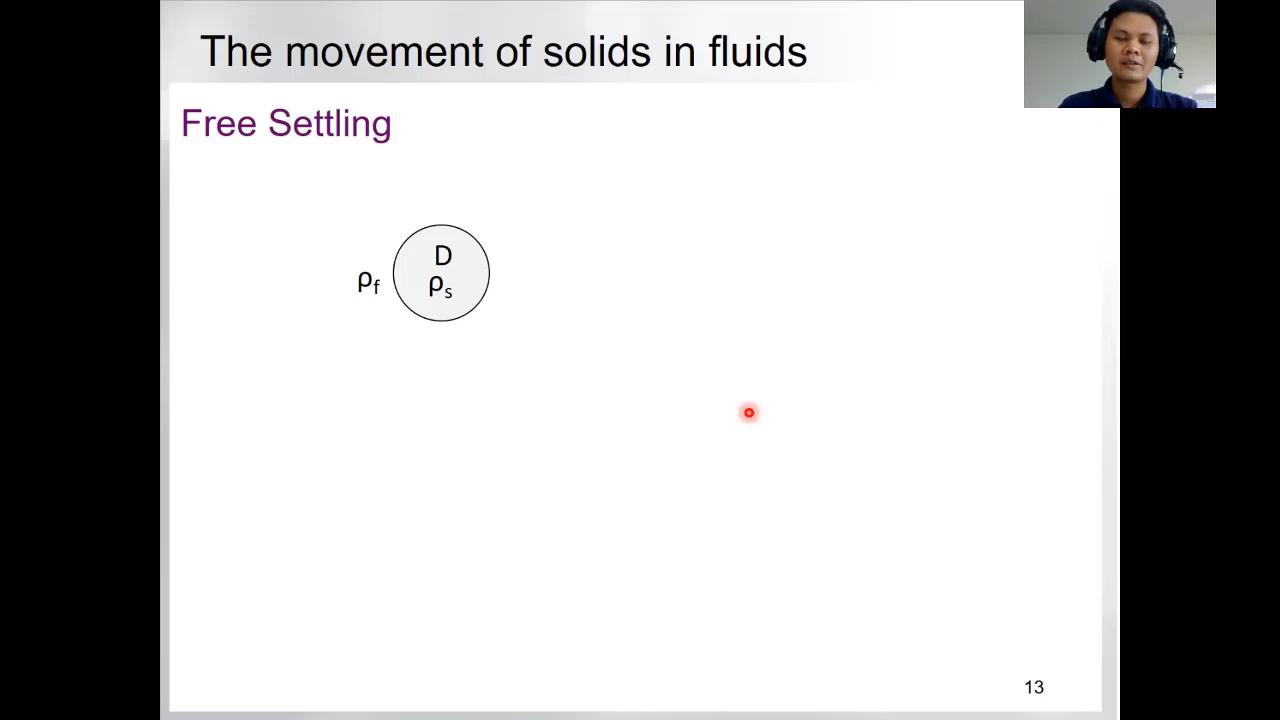 The movement of solids in fluids
Free Settling
D
ρf ρs
13